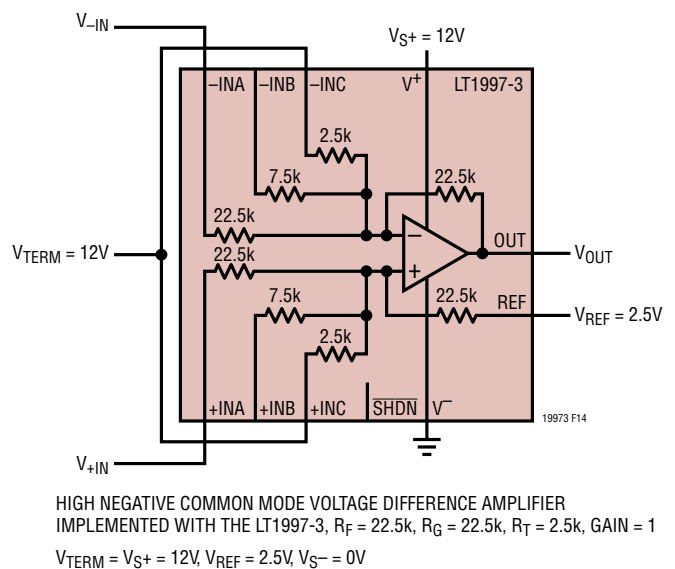 V–IN
VS+ = 12V
–INA
–INB
–INC
V+
LT1997-3
2.5k
7.5k
22.5k
22.5k
VTERM = 12V
22.5k
–
+
OUT
VOUT
7.5k
22.5k
REF
VREF = 2.5V
2.5k
+INA
+INB
+INC
SHDN
V–
19973 F14
V+IN
HIGH NEGATIVE COMMON MODE VOLTAGE DIFFERENCE AMPLIFIER
IMPLEMENTED WITH THE LT1997-3, RF = 22.5k, RG = 22.5k, RT = 2.5k, GAIN = 1
VTERM = VS+ = 12V, VREF = 2.5V, VS– = 0V